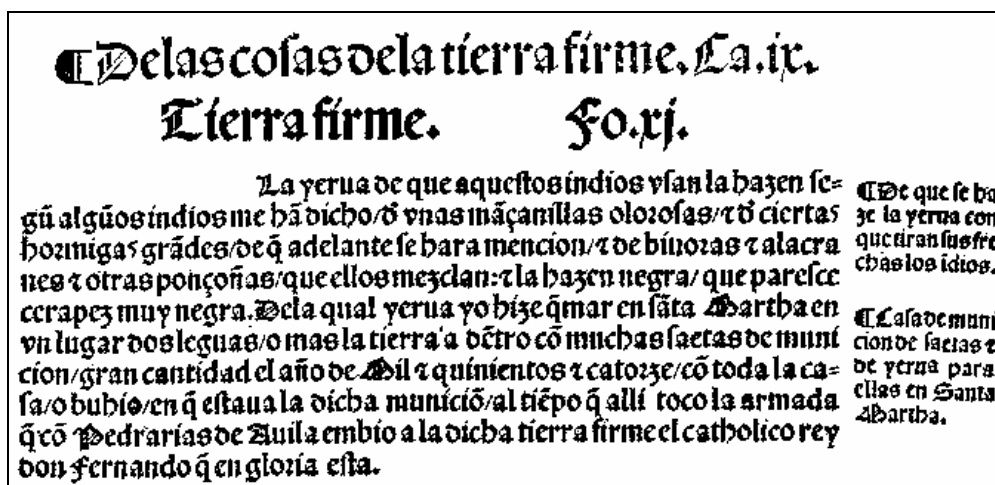 ¶Delas cosas dela tierra firme. Ca.ix.
Tierra firme. Fo.xj.
La yerua de que aquestos indios vsan la hazen se=
gũ algũos indios me hã dicho/d̃ vnas mãçanillas olorosas/⁊ d̃ ciertas
hormigas grãdes/de q̃ adelante se hara mencion/⁊ de biuoras ⁊ alacra
nes ⁊ otras ponçoñas/que ellos mezclan:⁊ la hazen negra/ que paresce
cerapez muy negra. Dela qual yerua yo hize q̃mar en sãta Martha en
vn lugar dos leguas/o mas la tierra a dẽtro cõ muchas saetas de muni
cion/gran cantidad el año de Mil ⁊ quinientos ⁊ catorze/cõ toda la ca=
sa/o buhio/en q̃ estaua la dicha municiõ/al tiẽpo q̃ alli toco la armada
q̃ cõ Pedrarias de Auila embio a la dicha tierra firme el catholico rey
don Fernando q̃ en gloria esta.
¶De que se ha
ze la yerua con
que tiran sus fre
chas los ĩdios.
¶Casa de muni
cion de saetas ⁊
de yerua para
ellas en Santa
Martha.